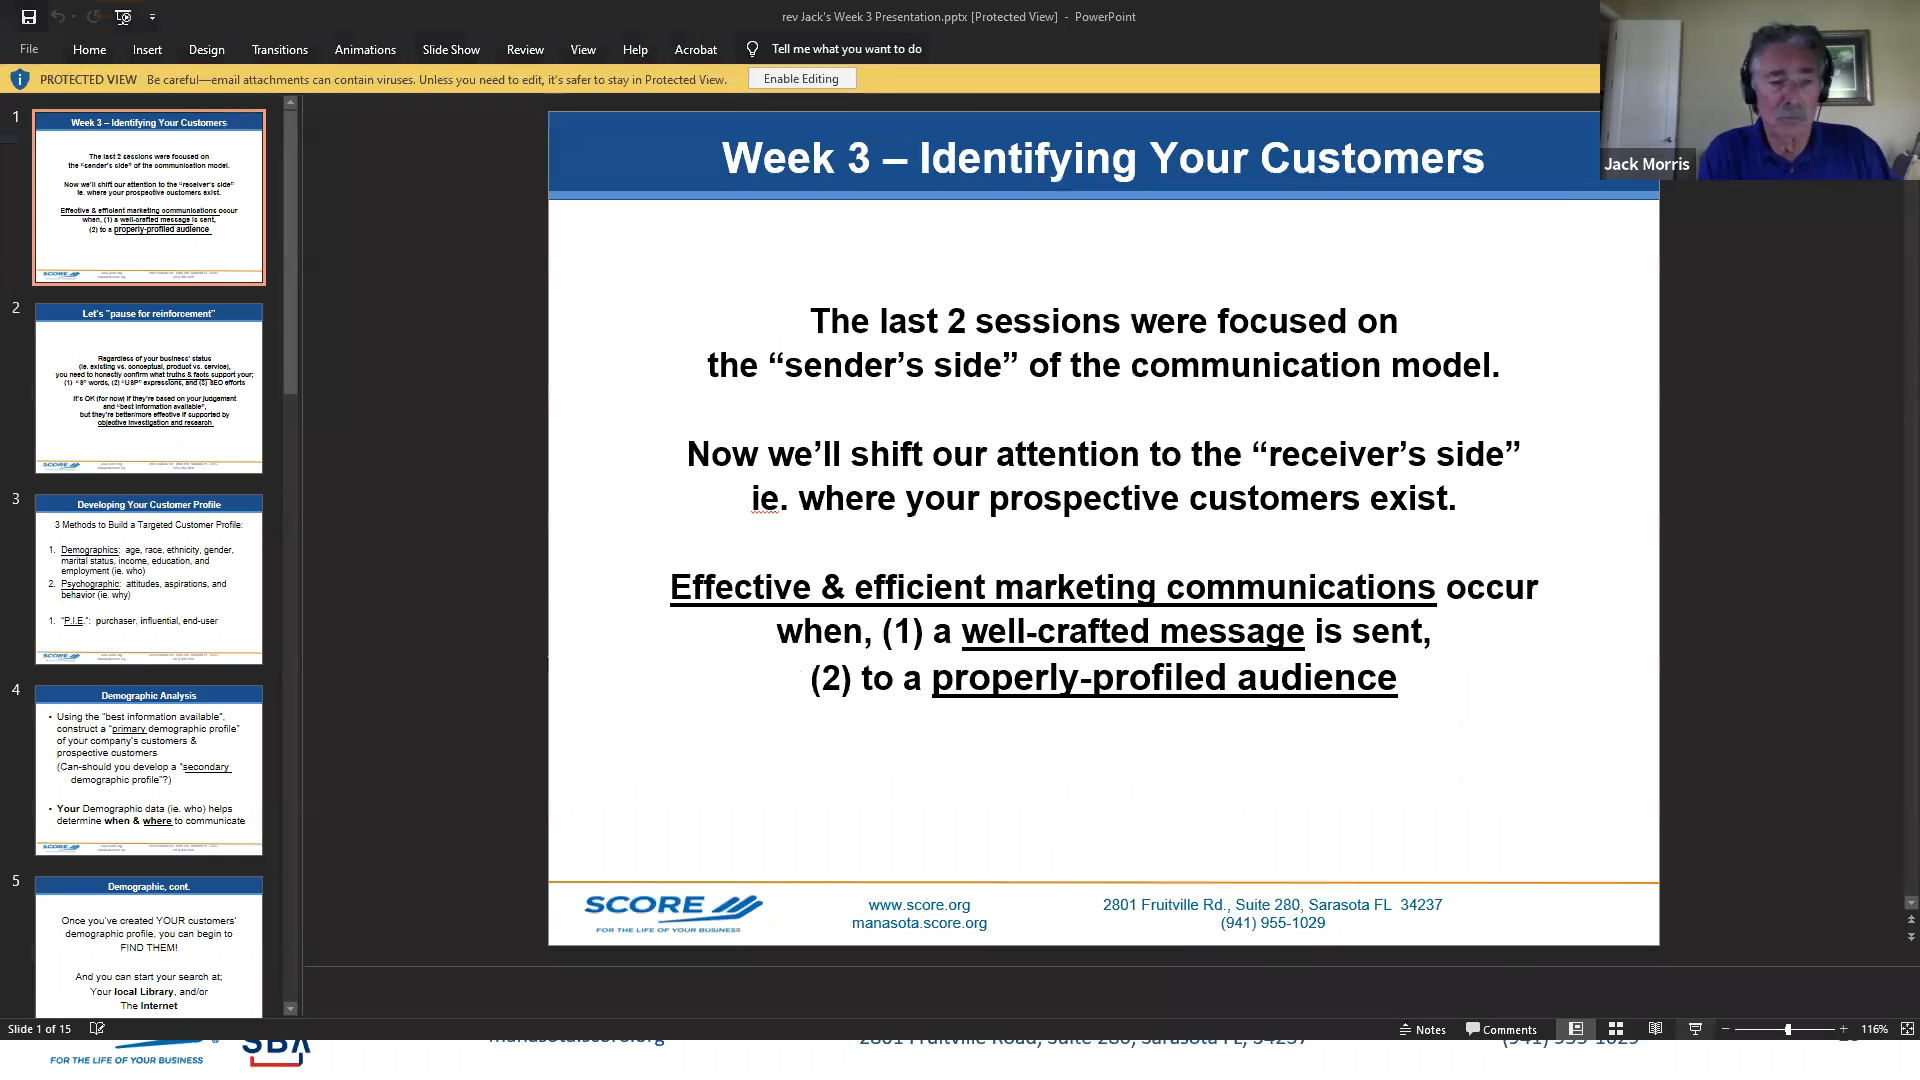 rev Jack's Week 3 Presentation.pptx [Protected View] - PowerPoint
File Home Insert Design Transitions Animations Slide Show Review View Help Acrobat Tell me what you want to do
PROTECTED VIEW Be careful—email attachments can contain viruses. Unless you need to edit, it's safer to stay in Protected View. Enable Editing
Jack Morris
1
Week 3 – Identifying Your Customers
The last 2 sessions were focused on
the “sender's side” of the communication model.
Now we'll shift our attention to the “receiver's side”
ie. where your prospective customers exist.
Effective & efficient marketing communications occur
when, (1) a well-crafted message is sent,
(2) to a properly-profiled audience
SCORE
2
Let's "pause for reinforcement"
Regardless of your business' status
(ie. existing vs. conceptual, product vs. service),
you need to honestly confirm what truths & facts support your;
(1) “8” words, (2) “USP” expressions, and (3) SEO efforts
It's OK (for now) if they're based on your judgement
and “best information available”,
but they're better/more effective if supported by
objective investigation and research
SCORE
3
Developing Your Customer Profile
3 Methods to Build a Targeted Customer Profile:
1. Demographics: age, race, ethnicity, gender,
marital status, income, education, and
employment (ie. who)
2. Psychographic: attitudes, aspirations, and
behavior (ie. why)
1. “P.I.E.”: purchaser, influential, end-user
SCORE
4
Demographic Analysis
• Using the “best information available”,
construct a “primary demographic profile”
of your company's customers &
prospective customers
(Can-should you develop a “secondary
demographic profile”?)
• Your Demographic data (ie. who) helps
determine when & where to communicate
SCORE
5
Demographic, cont.
Once you've created YOUR customers'
demographic profile, you can begin to
FIND THEM!
And you can start your search at;
Your local Library, and/or
The Internet
Week 3 – Identifying Your Customers
The last 2 sessions were focused on
the “sender’s side” of the communication model.
Now we’ll shift our attention to the “receiver’s side”
ie. where your prospective customers exist.
Effective & efficient marketing communications occur
when, (1) a well-crafted message is sent,
(2) to a properly-profiled audience
SCORE
FOR THE LIFE OF YOUR BUSINESS
www.score.org
manasota.score.org
2801 Fruitville Rd., Suite 280, Sarasota FL 34237
(941) 955-1029
Slide 1 of 15 Notes Comments 116%
FOR THE LIFE OF YOUR BUSINESS
SBA
manasota.score.org
2801 Fruitville Road, Suite 280, Sarasota FL, 34237
(941) 955-1029